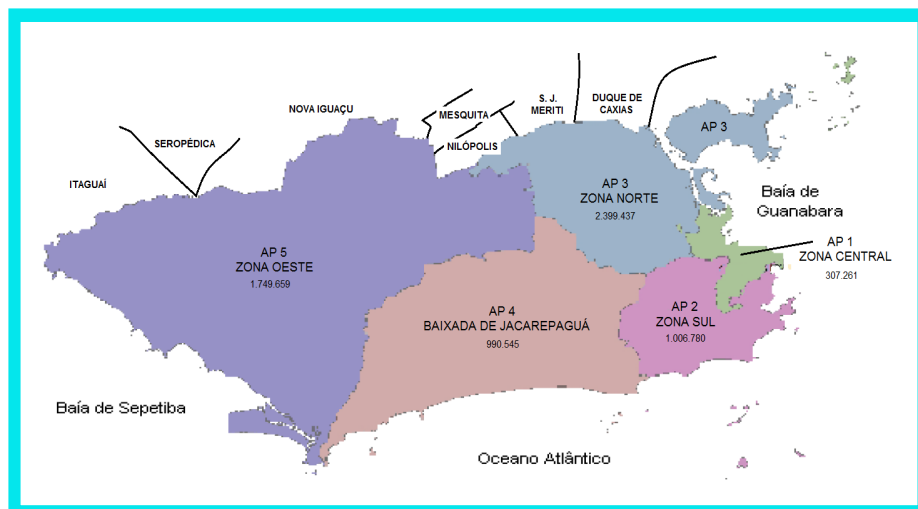 NOVA IGUAÇU
SEROPÉDICA
ITAGUAÍ
MESQUITA
NILÓPOLIS
S. J.
MERITI
DUQUE DE
CAXIAS
AP 3
AP 3
ZONA NORTE
2.399.437
Baía de
Guanabara
AP 1
ZONA CENTRAL
307.261
AP 5
ZONA OESTE
1.749.659
AP 4
BAIXADA DE JACAREPAGUÁ
990.545
AP 2
ZONA SUL
1.006.780
Baía de Sepetiba
Oceano Atlântico